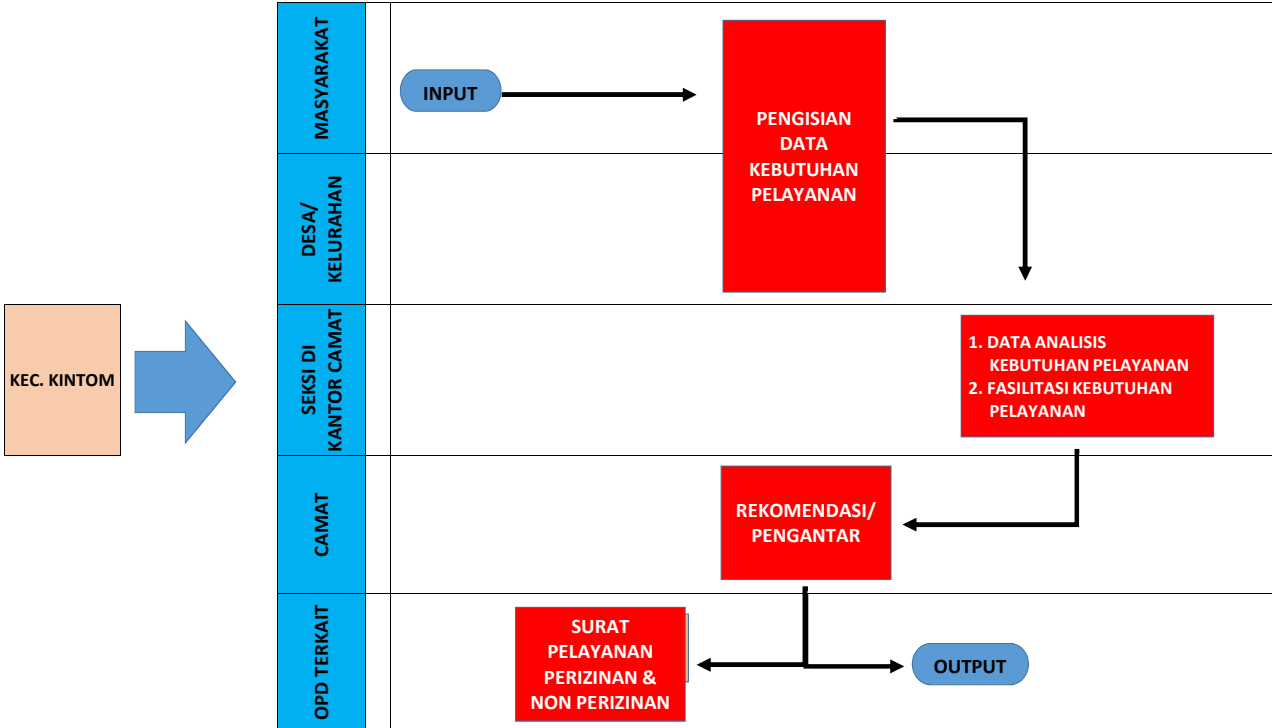 MASYARAKAT
INPUT
PENGISIAN
DATA
KEBUTUHAN
PELAYANAN
DESA/
KELURAHAN
KEC. KINTOM
SEKSI DI
KANTOR CAMAT
1. DATA ANALISIS
KEBUTUHAN PELAYANAN
2. FASILITASI KEBUTUHAN
PELAYANAN
CAMAT
REKOMENDASI/
PENGANTAR
OPD TERKAIT
SURAT
PELAYANAN
PERIZINAN &
NON PERIZINAN
OUTPUT